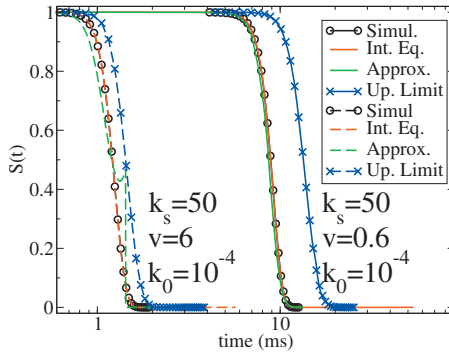 S(t)
1
0.8
0.6
0.4
0.2
0
Simul.
Int. Eq.
Approx.
Up. Limit
Simul
Int. Eq.
Approx.
Up. Limit
k_s=50
v=6
k_0=10^-4
k_s=50
v=0.6
k_0=10^-4
1
10
time (ms)